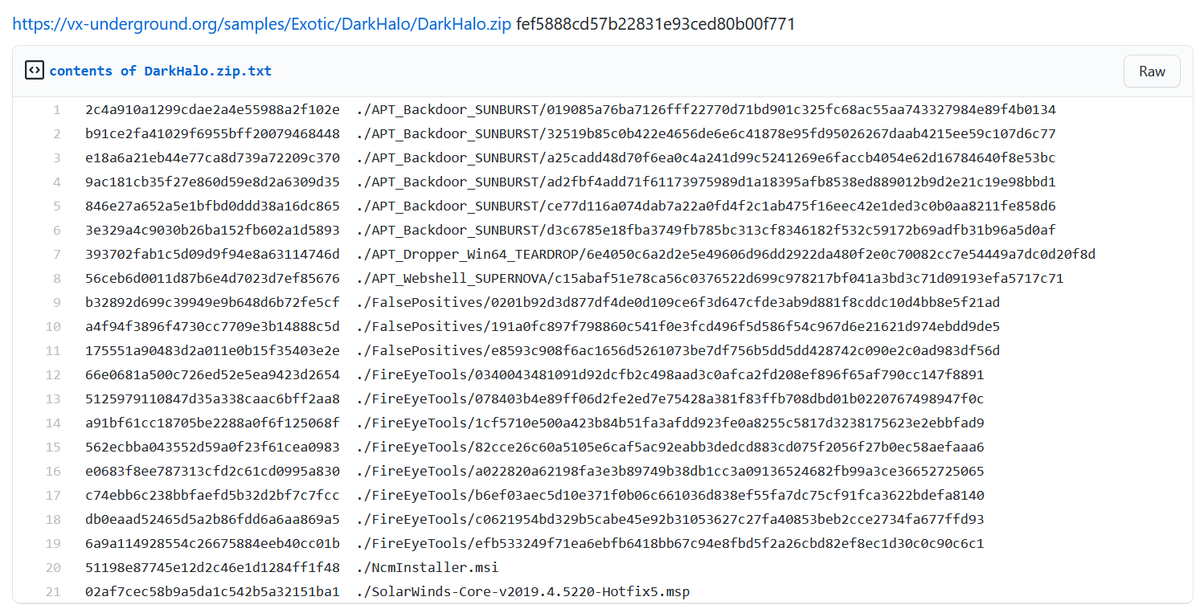 https://vx-underground.org/samples/Exotic/DarkHalo/DarkHalo.zip fef5888cd57b22831e93ced80b00f771
contents of DarkHalo.zip.txt
Raw
1 2c4a910a1299cdae2a4e55988a2f102e ./APT_Backdoor_SUNBURST/019085a76ba7126fff22770d71bd901c325fc68ac55aa743327984e89f4b0134
2 b91ce2fa41029f6955bff20079468448 ./APT_Backdoor_SUNBURST/32519b85c0b422e4656de6e6c41878e95fd95026267daab4215ee59c107d6c77
3 e18a6a21eb44e77ca8d739a72209c370 ./APT_Backdoor_SUNBURST/a25cadd48d70f6ea0c4a241d99c5241269e6faccb4054e62d16784640f8e53bc
4 9ac181cb35f27e860d59e8d2a6309d35 ./APT_Backdoor_SUNBURST/ad2fbf4add71f61173975989d1a18395afb8538ed889012b9d2e21c19e98bbd1
5 846e27a652a5e1bfbd0ddd38a16dc865 ./APT_Backdoor_SUNBURST/ce77d116a074dab7a22a0fd4f2c1ab475f16eec42e1ded3c0b0aa8211fe858d6
6 3e329a4c9030b26ba152fb602a1d5893 ./APT_Backdoor_SUNBURST/d3c6785e18fba3749fb785bc313cf8346182f532c59172b69adfb31b96a5d0af
7 393702fab1c5d09d9f94e8a63114746d ./APT_Dropper_Win64_TEARDROP/6e4050c6a2d2e5e49606d96dd2922da480f2e0c70082cc7e54449a7dc0d20f8d
8 56ceb6d0011d87b6e4d7023d7ef85676 ./APT_Webshell_SUPERNOVA/c15abaf51e78ca56c0376522d699c978217bf041a3bd3c71d09193efa5717c71
9 b32892d699c39949e9b648d6b72fe5cf ./FalsePositives/0201b92d3d877df4de0d109ce6f3d647cfde3ab9d881f8cddc10d4bb8e5f21ad
10 a4f94f3896f4730cc7709e3b14888c5d ./FalsePositives/191a0fc897f798860c541f0e3fcd496f5d586f54c967d6e21621d974ebdd9de5
11 175551a90483d2a011e0b15f35403e2e ./FalsePositives/e8593c908f6ac1656d5261073be7df756b5dd5dd428742c090e2c0ad983df56d
12 66e0681a500c726ed52e5ea9423d2654 ./FireEyeTools/0340043481091d92dcfb2c498aad3c0afca2fd208ef896f65af790cc147f8891
13 5125979110847d35a338caac6bff2aa8 ./FireEyeTools/078403b4e89ff06d2fe2ed7e75428a381f83ffb708dbd01b0220767498947f0c
14 a91bf61cc18705be2288a0f6f125068f ./FireEyeTools/1cf5710e500a423b84b51fa3afdd923fe0a8255c5817d3238175623e2ebbfad9
15 562ecbba043552d59a0f23f61cea0983 ./FireEyeTools/82cce26c60a5105e6caf5ac92eabb3dedcd883cd075f2056f27b0ec58aefaaa6
16 e0683f8ee787313cfd2c61cd0995a830 ./FireEyeTools/a022820a62198fa3e3b89749b38db1cc3a09136524682fb99a3ce36652725065
17 c74ebb6c238bbfaefd5b32d2bf7c7fcc ./FireEyeTools/b6ef03aec5d10e371f0b06c661036d838ef55fa7dc75cf91fca3622bdefa8140
18 db0eaad52465d5a2b86fdd6a6aa869a5 ./FireEyeTools/c0621954bd329b5cabe45e92b31053627c27fa40853beb2cce2734fa677ffd93
19 6a9a114928554c26675884eeb40cc01b ./FireEyeTools/efb533249f71ea6ebfb6418bb67c94e8fbd5f2a26cbd82ef8ec1d30c0c90c6c1
20 51198e87745e12d2c46e1d1284ff1f48 ./NcmInstaller.msi
21 02af7cec58b9a5da1c542b5a32151ba1 ./SolarWinds-Core-v2019.4.5220-Hotfix5.msp